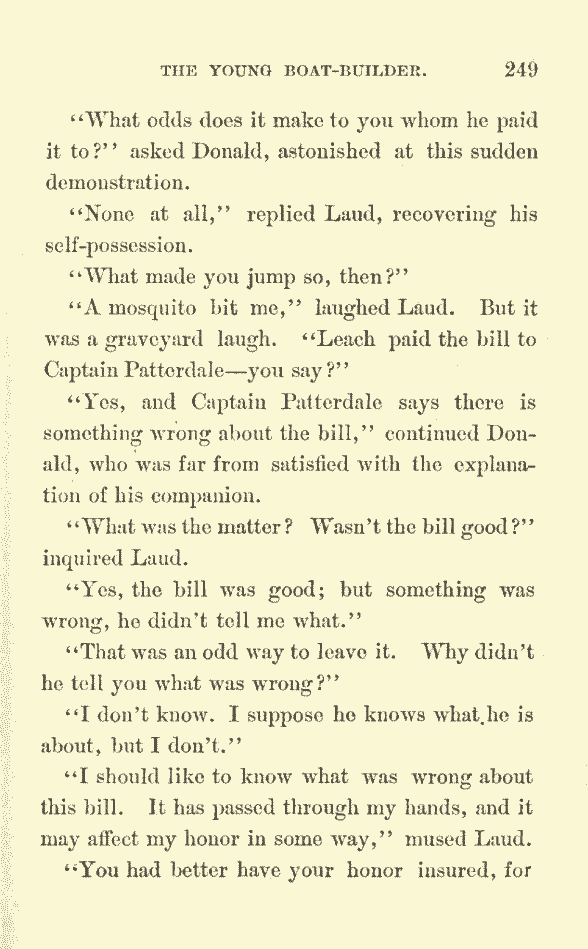 THE YOUNG BOAT-BUILDER. 249
"What odds does it make to you whom he paid
it to?" asked Donald, astonished at this sudden
demonstration.
"None at all," replied Laud, recovering his
self-possession.
"What made you jump so, then?"
"A mosquito bit me," laughed Laud. But it
was a graveyard laugh. "Leach paid the bill to
Captain Patterdale—you say?"
"Yes, and Captain Patterdale says there is
something wrong about the bill," continued Don-
ald, who was far from satisfied with the explana-
tion of his companion.
"What was the matter? Wasn't the bill good?"
inquired Laud.
"Yes, the bill was good; but something was
wrong, he didn't tell me what."
"That was an odd way to leave it. Why didn't
he tell you what was wrong?"
"I don't know. I suppose he knows what he is
about, but I don't."
"I should like to know what was wrong about
this bill. It has passed through my hands, and it
may affect my honor in some way," mused Laud.
"You had better have your honor insured, for